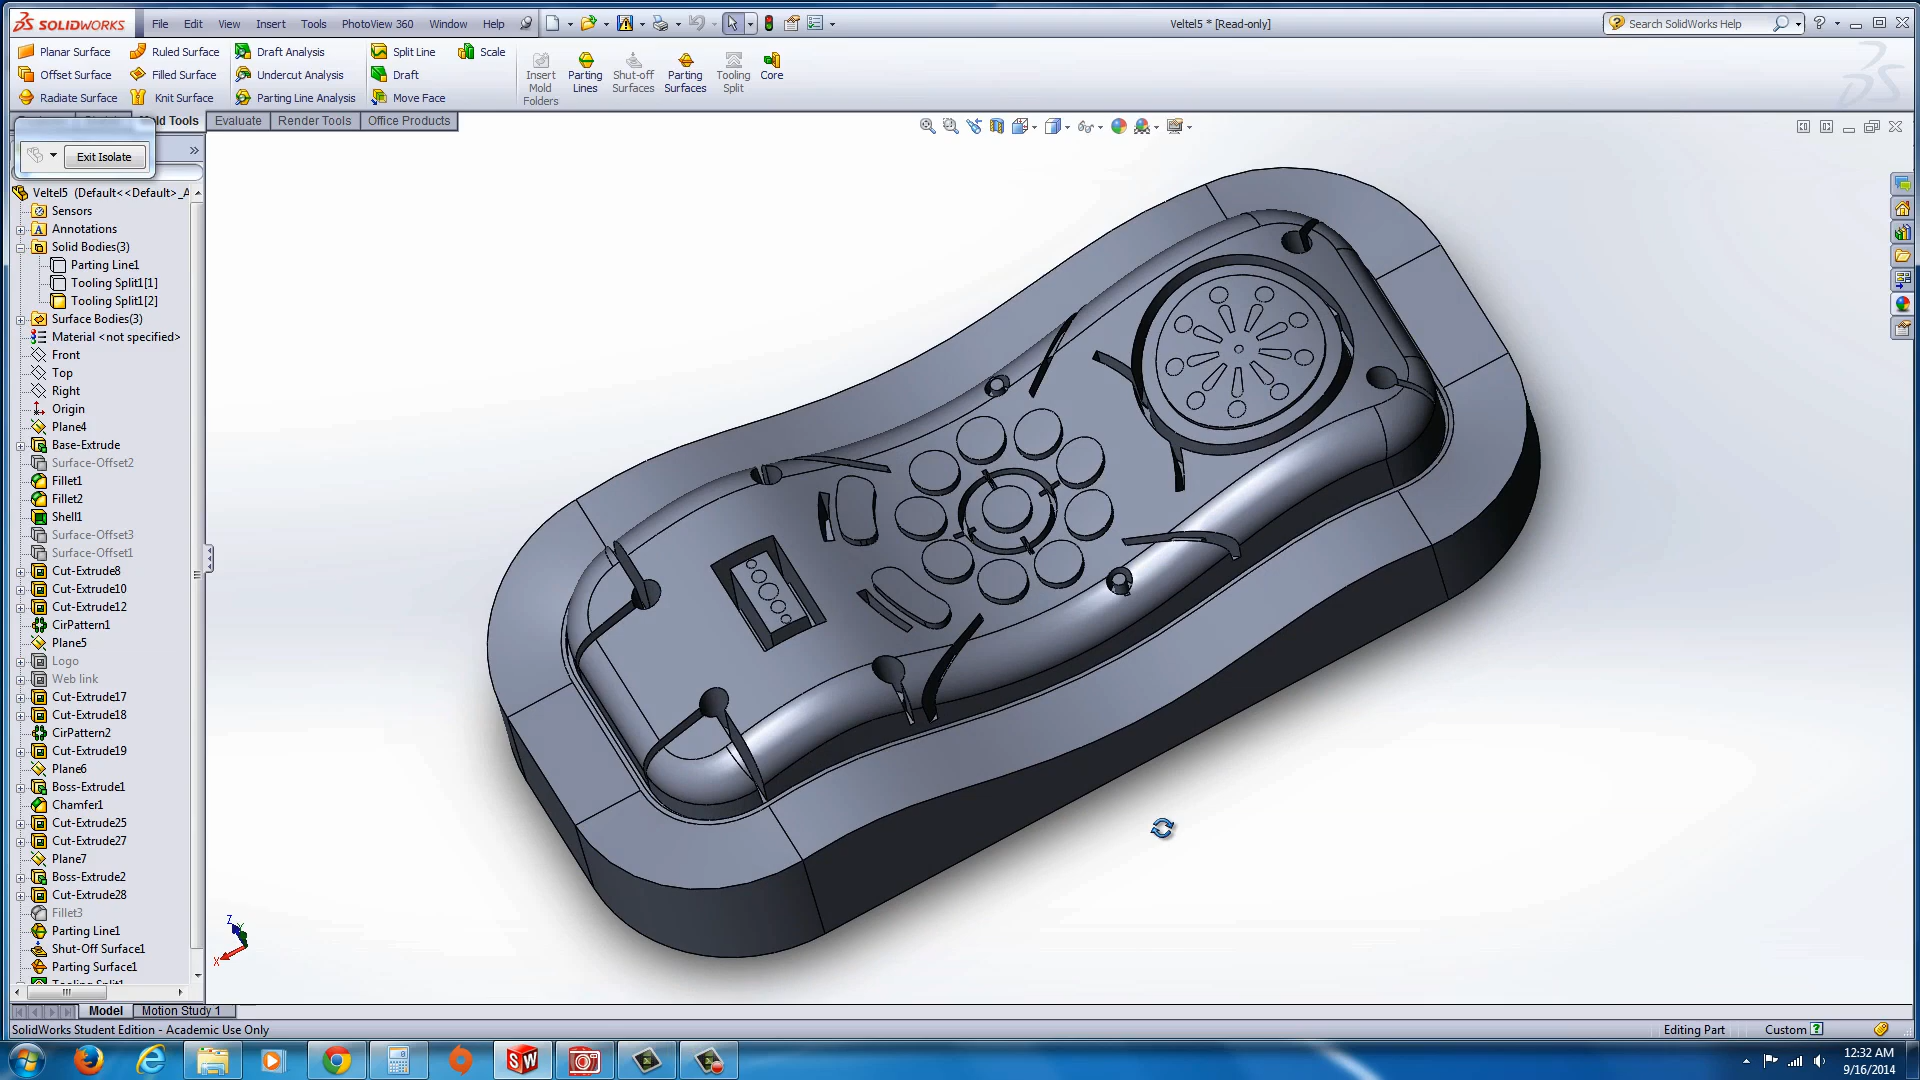 SOLIDWORKS
File Edit View Insert Tools PhotoView 360 Window Help
Veltel5 * [Read-only]
Search SolidWorks Help
Planar Surface
Offset Surface
Radiate Surface
Ruled Surface
Filled Surface
Knit Surface
Draft Analysis
Undercut Analysis
Parting Line Analysis
Split Line
Draft
Move Face
Scale
Insert
Mold
Folders
Parting
Lines
Shut-off
Surfaces
Parting
Surfaces
Tooling
Split
Core
ld Tools Evaluate Render Tools Office Products
Exit Isolate
Veltel5 (Default<<Default>_A
Sensors
Annotations
Solid Bodies(3)
Parting Line1
Tooling Split1[1]
Tooling Split1[2]
Surface Bodies(3)
Material <not specified>
Front
Top
Right
Origin
Plane4
Base-Extrude
Surface-Offset2
Fillet1
Fillet2
Shell1
Surface-Offset3
Surface-Offset1
Cut-Extrude8
Cut-Extrude10
Cut-Extrude12
CirPattern1
Plane5
Logo
Web link
Cut-Extrude17
Cut-Extrude18
CirPattern2
Cut-Extrude19
Plane6
Boss-Extrude1
Chamfer1
Cut-Extrude25
Cut-Extrude27
Plane7
Boss-Extrude2
Cut-Extrude28
Fillet3
Parting Line1
Shut-Off Surface1
Parting Surface1
Tooling Split1
Z
X
Model Motion Study 1
SolidWorks Student Edition - Academic Use Only
Editing Part Custom
SW
12:32 AM
9/16/2014